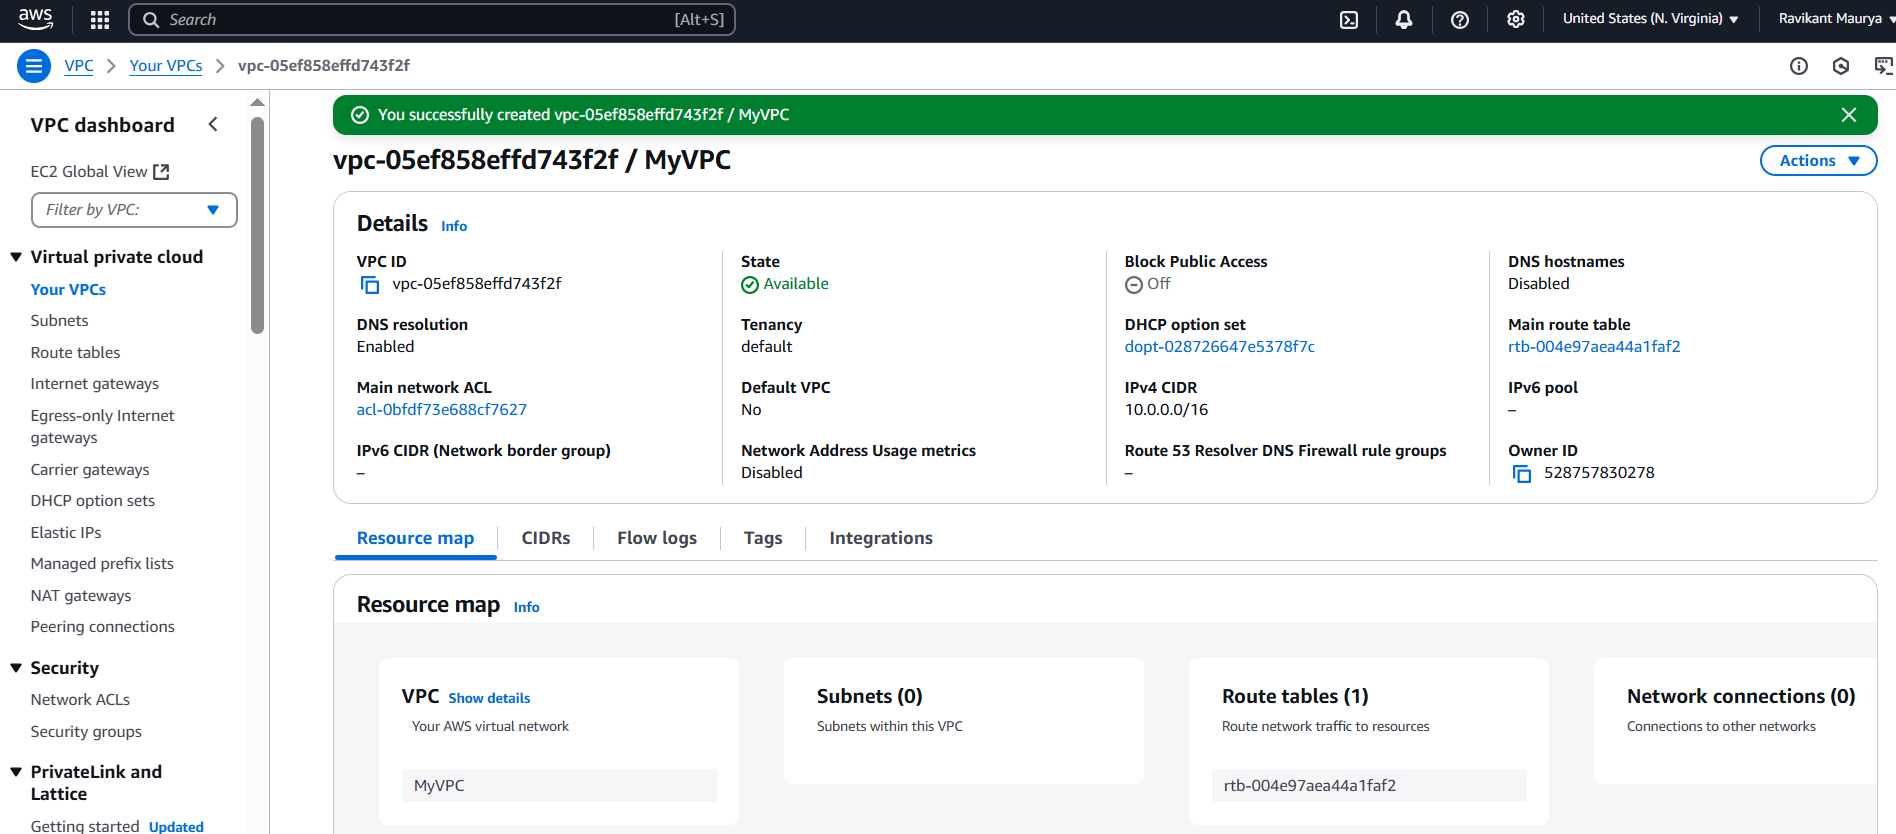 aws
Search
[Alt+S]
United States (N. Virginia)
Ravikant Maurya
VPC
Your VPCs
vpc-05ef858effd743f2f
VPC dashboard
EC2 Global View
Filter by VPC:
Virtual private cloud
Your VPCs
Subnets
Route tables
Internet gateways
Egress-only Internet
gateways
Carrier gateways
DHCP option sets
Elastic IPs
Managed prefix lists
NAT gateways
Peering connections
Security
Network ACLs
Security groups
PrivateLink and
Lattice
Getting started Updated
You successfully created vpc-05ef858effd743f2f / MyVPC
vpc-05ef858effd743f2f / MyVPC
Actions
Details Info
VPC ID
vpc-05ef858effd743f2f
State
Available
Block Public Access
Off
DNS hostnames
Disabled
DNS resolution
Enabled
Tenancy
default
DHCP option set
dopt-028726647e5378f7c
Main route table
rtb-004e97aea44a1faf2
Main network ACL
acl-0bfdf73e688cf7627
Default VPC
No
IPv4 CIDR
10.0.0.0/16
IPv6 pool
–
IPv6 CIDR (Network border group)
–
Network Address Usage metrics
Disabled
Route 53 Resolver DNS Firewall rule groups
–
Owner ID
528757830278
Resource map
CIDRs
Flow logs
Tags
Integrations
Resource map Info
VPC Show details
Your AWS virtual network
MyVPC
Subnets (0)
Subnets within this VPC
Route tables (1)
Route network traffic to resources
rtb-004e97aea44a1faf2
Network connections (0)
Connections to other networks